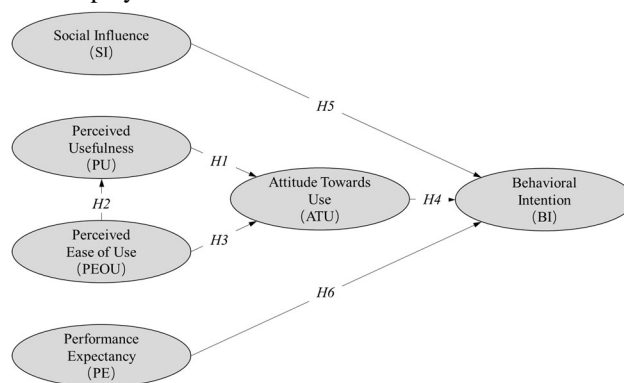 Social Influence
(SI)
H5
Perceived
Usefulness
(PU)
H1
H2
Attitude Towards
Use
(ATU)
H4
Behavioral
Intention
(BI)
Perceived
Ease of Use
(PEOU)
H3
H6
Performance
Expectancy
(PE)